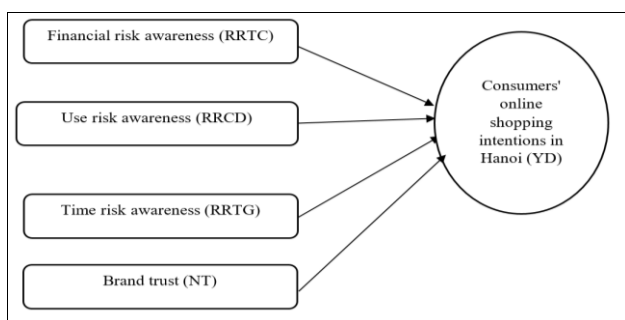 Financial risk awareness (RRTC)
Use risk awareness (RRCD)
Time risk awareness (RRTG)
Brand trust (NT)
Consumers'
online
shopping
intentions in
Hanoi (YD)